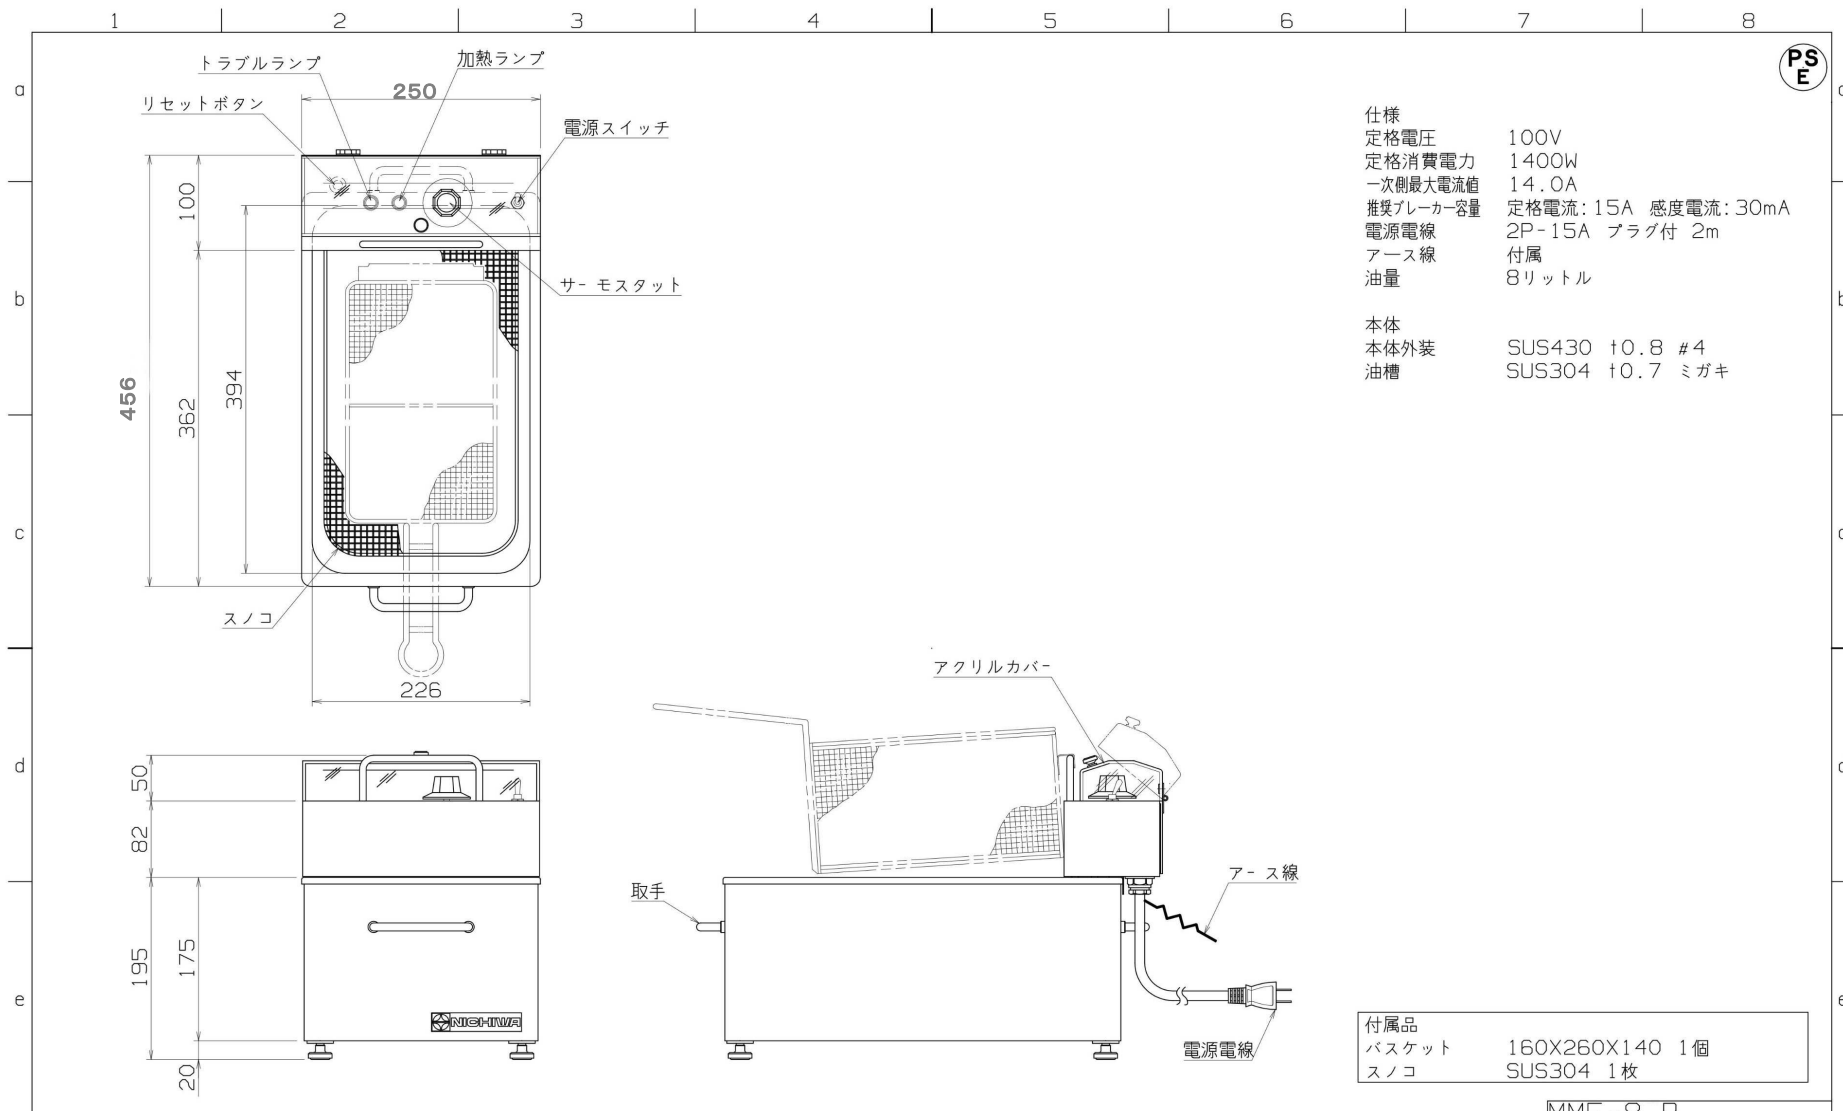 1 2 3 4 5 6 7 8
PS
E
a
b
c
d
e
トラブルランプ
加熱ランプ
250
リセットボタン
電源スイッチ
100
サーモスタット
456
362
394
スノコ
226
仕様
定格電圧 100V
定格消費電力 1400W
一次側最大電流値 14.0A
推奨ブレーカー容量 定格電流:15A 感度電流:30mA
電源電線 2P-15A プラグ付 2m
アース線 付属
油量 8リットル
本体
本体外装 SUS430 t0.8 #4
油槽 SUS304 t0.7 ミガキ
50
82
195
175
20
NICHIWA
アクリルカバー
取手
アース線
電源電線
付属品
バスケット 160X260X140 1個
スノコ SUS304 1枚